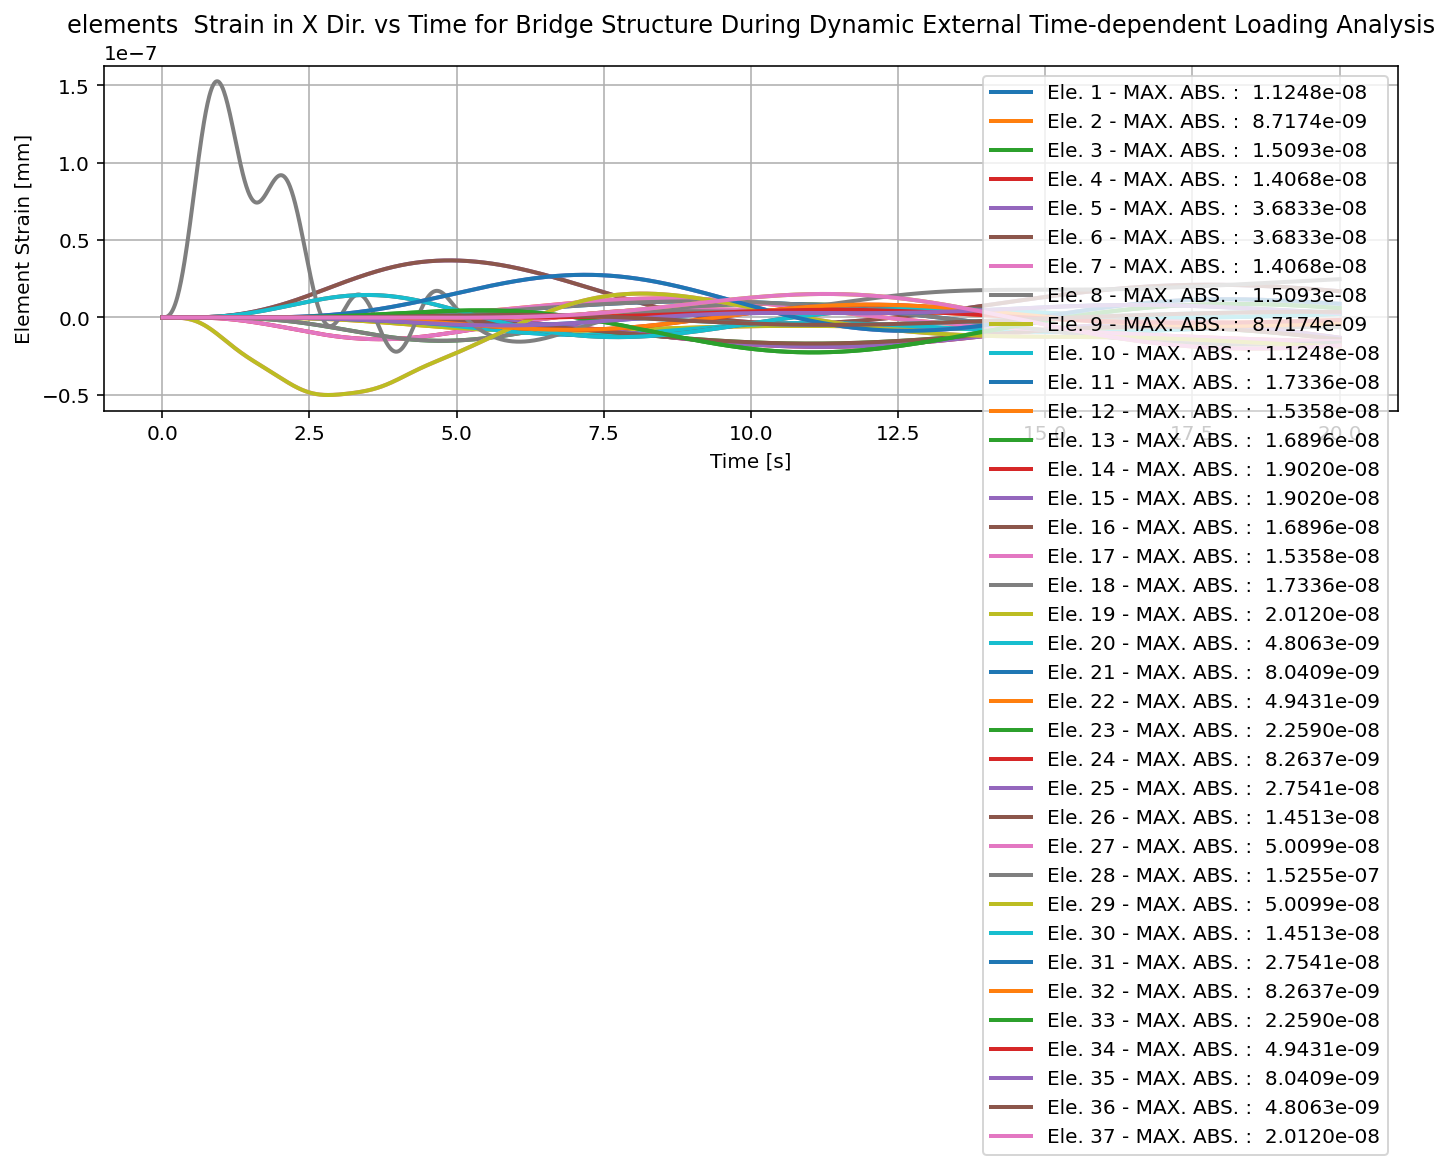 elements  Strain in X Dir. vs Time for Bridge Structure During Dynamic External Time-dependent Loading Analysis
1e−7
1.5
1.0
0.5
0.0
−0.5
Element Strain [mm]
0.0 2.5 5.0 7.5 10.0 12.5 15.0 17.5 20.0
Time [s]
Ele. 1 - MAX. ABS. :  1.1248e-08
Ele. 2 - MAX. ABS. :  8.7174e-09
Ele. 3 - MAX. ABS. :  1.5093e-08
Ele. 4 - MAX. ABS. :  1.4068e-08
Ele. 5 - MAX. ABS. :  3.6833e-08
Ele. 6 - MAX. ABS. :  3.6833e-08
Ele. 7 - MAX. ABS. :  1.4068e-08
Ele. 8 - MAX. ABS. :  1.5093e-08
Ele. 9 - MAX. ABS. :  8.7174e-09
Ele. 10 - MAX. ABS. :  1.1248e-08
Ele. 11 - MAX. ABS. :  1.7336e-08
Ele. 12 - MAX. ABS. :  1.5358e-08
Ele. 13 - MAX. ABS. :  1.6896e-08
Ele. 14 - MAX. ABS. :  1.9020e-08
Ele. 15 - MAX. ABS. :  1.9020e-08
Ele. 16 - MAX. ABS. :  1.6896e-08
Ele. 17 - MAX. ABS. :  1.5358e-08
Ele. 18 - MAX. ABS. :  1.7336e-08
Ele. 19 - MAX. ABS. :  2.0120e-08
Ele. 20 - MAX. ABS. :  4.8063e-09
Ele. 21 - MAX. ABS. :  8.0409e-09
Ele. 22 - MAX. ABS. :  4.9431e-09
Ele. 23 - MAX. ABS. :  2.2590e-08
Ele. 24 - MAX. ABS. :  8.2637e-09
Ele. 25 - MAX. ABS. :  2.7541e-08
Ele. 26 - MAX. ABS. :  1.4513e-08
Ele. 27 - MAX. ABS. :  5.0099e-08
Ele. 28 - MAX. ABS. :  1.5255e-07
Ele. 29 - MAX. ABS. :  5.0099e-08
Ele. 30 - MAX. ABS. :  1.4513e-08
Ele. 31 - MAX. ABS. :  2.7541e-08
Ele. 32 - MAX. ABS. :  8.2637e-09
Ele. 33 - MAX. ABS. :  2.2590e-08
Ele. 34 - MAX. ABS. :  4.9431e-09
Ele. 35 - MAX. ABS. :  8.0409e-09
Ele. 36 - MAX. ABS. :  4.8063e-09
Ele. 37 - MAX. ABS. :  2.0120e-08